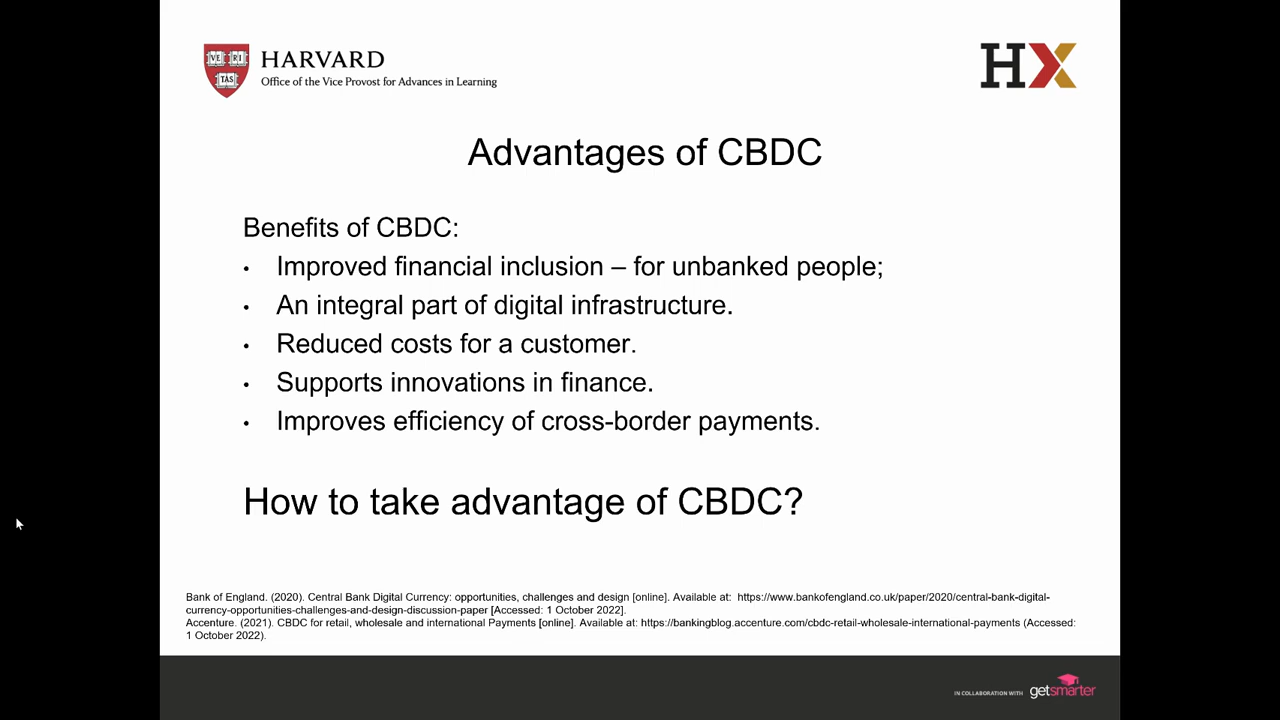 VE RI TAS
HARVARD
Office of the Vice Provost for Advances in Learning
HX
Advantages of CBDC
Benefits of CBDC:
• Improved financial inclusion – for unbanked people;
• An integral part of digital infrastructure.
• Reduced costs for a customer.
• Supports innovations in finance.
• Improves efficiency of cross-border payments.
How to take advantage of CBDC?
Bank of England. (2020). Central Bank Digital Currency: opportunities, challenges and design [online]. Available at: https://www.bankofengland.co.uk/paper/2020/central-bank-digital-
currency-opportunities-challenges-and-design-discussion-paper [Accessed: 1 October 2022].
Accenture. (2021). CBDC for retail, wholesale and international Payments [online]. Available at: https://bankingblog.accenture.com/cbdc-retail-wholesale-international-payments (Accessed:
1 October 2022).
IN COLLABORATION WITH getsmarter